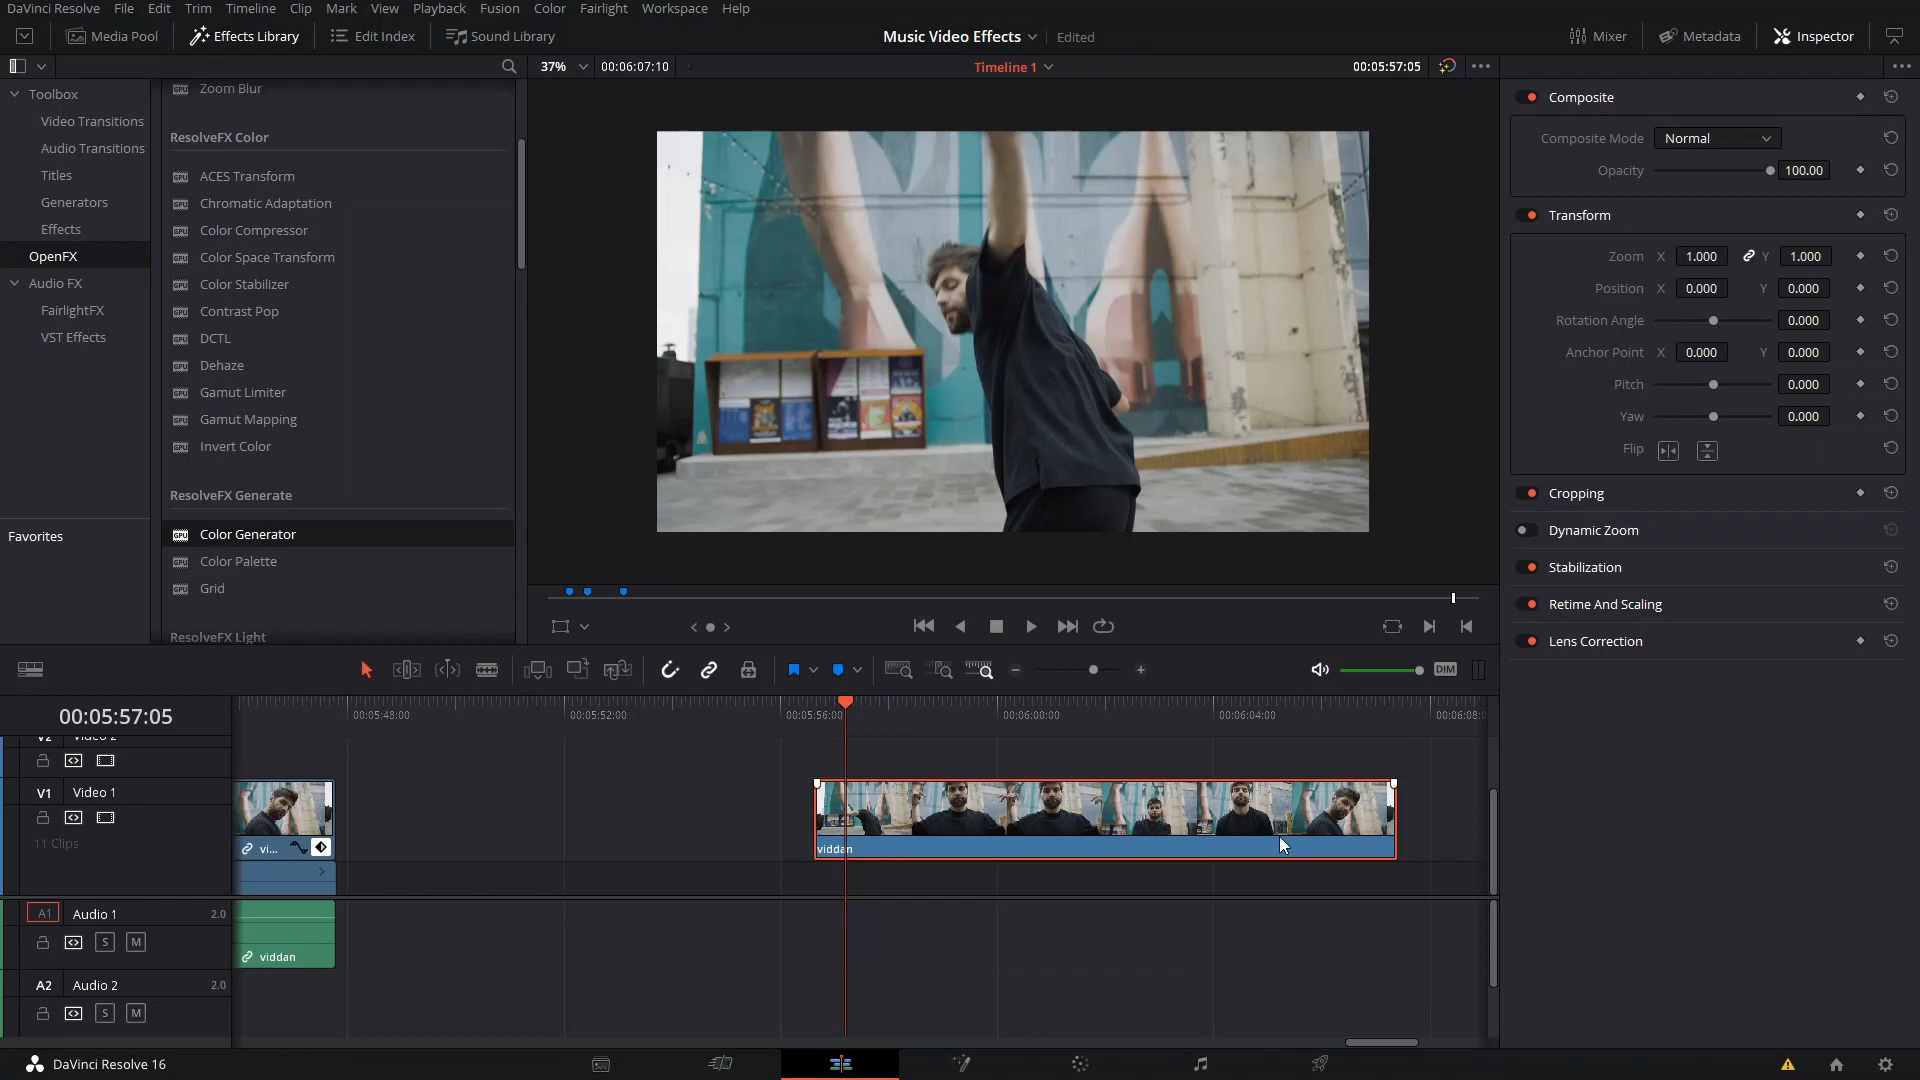 DaVinci Resolve File Edit Trim Timeline Clip Mark View Playback Fusion Color Fairlight Workspace Help
Media Pool Effects Library Edit Index Sound Library Music Video Effects Edited Mixer Metadata Inspector
37% 00:06:07:10 Timeline 1 00:05:57:05
Toolbox
Video Transitions
Audio Transitions
Titles
Generators
Effects
OpenFX
Audio FX
FairlightFX
VST Effects
Favorites
Zoom Blur
ResolveFX Color
ACES Transform
Chromatic Adaptation
Color Compressor
Color Space Transform
Color Stabilizer
Contrast Pop
DCTL
Dehaze
Gamut Limiter
Gamut Mapping
Invert Color
ResolveFX Generate
Color Generator
Color Palette
Grid
ResolveFX Light
Composite
Composite Mode Normal
Opacity 100.00
Transform
Zoom X 1.000 Y 1.000
Position X 0.000 Y 0.000
Rotation Angle 0.000
Anchor Point X 0.000 Y 0.000
Pitch 0.000
Yaw 0.000
Flip
Cropping
Dynamic Zoom
Stabilization
Retime And Scaling
Lens Correction
DIM
00:05:57:05
00:05:48:00 00:05:52:00 00:05:56:00 00:06:00:00 00:06:04:00 00:06:08:0
V2 Video 2
V1 Video 1
11 Clips
vi...
viddan
A1 Audio 1 2.0
S M
viddan
A2 Audio 2 2.0
S M
DaVinci Resolve 16